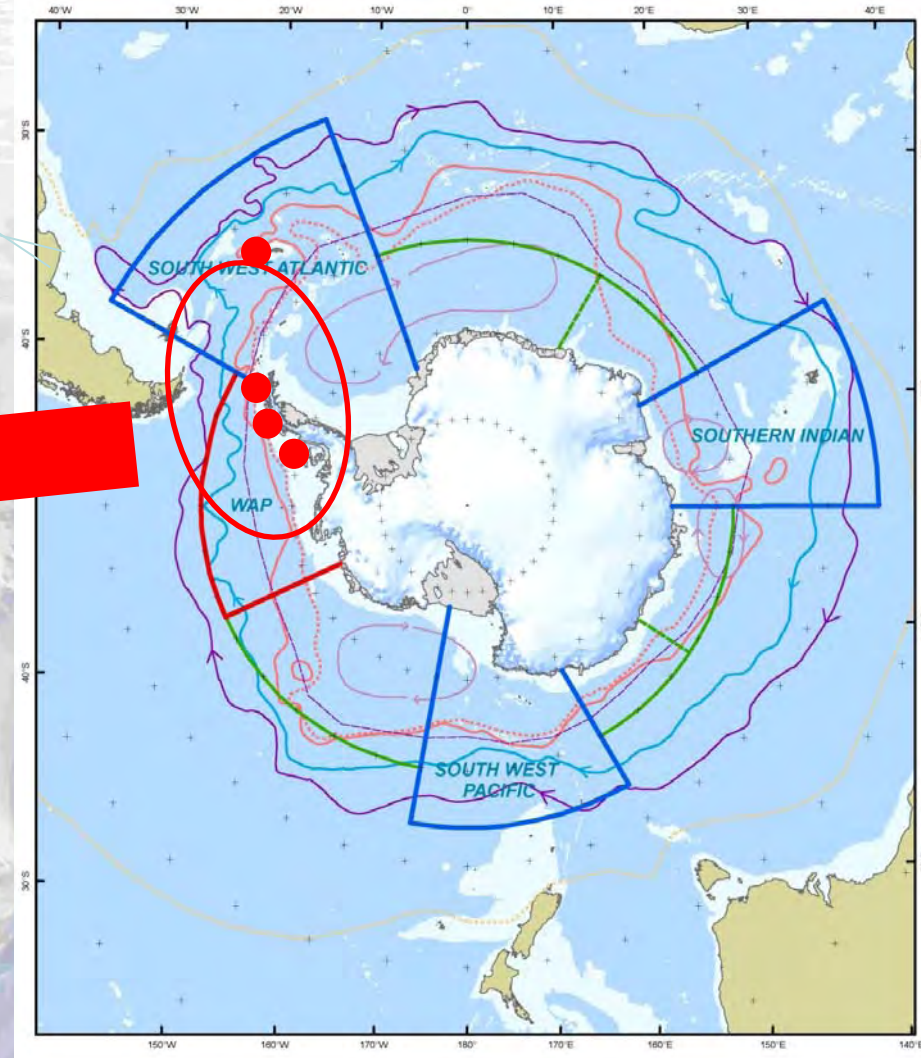 40°W 30°W 20°W 10°W 0° 10°E 20°E 30°E 40°E
30°S
SOUTH WEST ATLANTIC
40°S
SOUTHERN INDIAN
WAP
40°S
SOUTH WEST
PACIFIC
30°S
150°W 160°W 170°W 180° 170°E 160°E 150°E 140°E